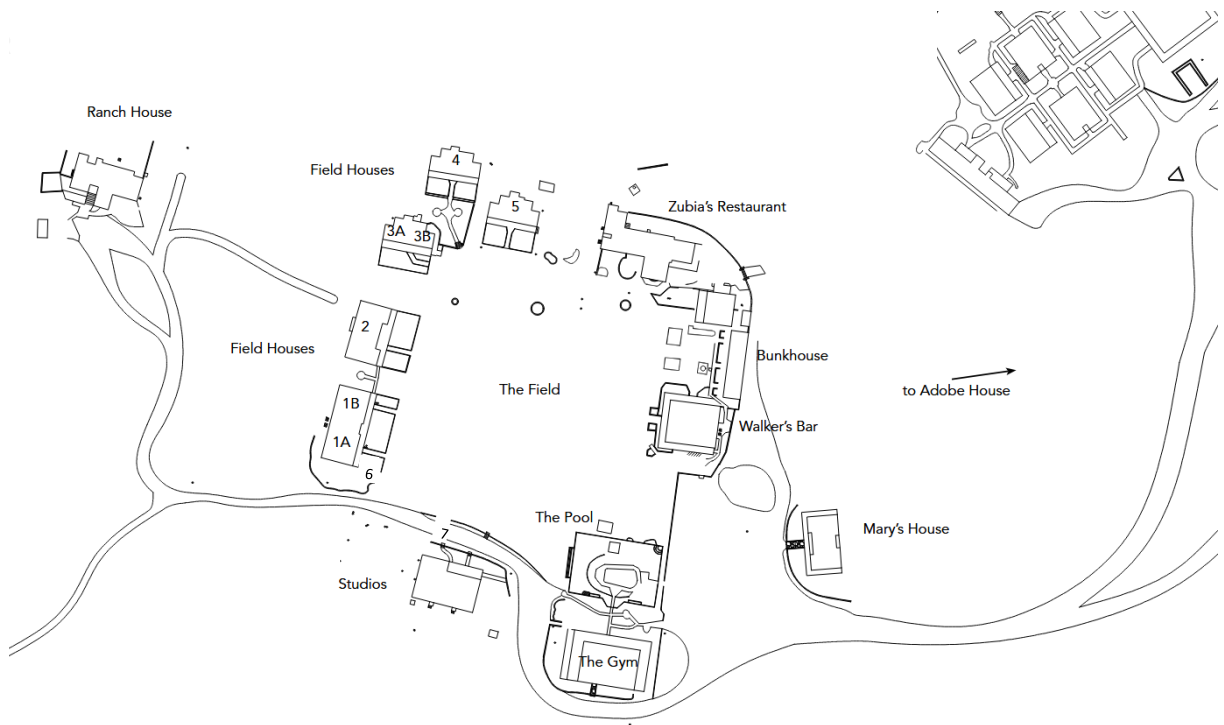 Ranch House
Field Houses
4
5
Zubia's Restaurant
3A
3B
2
Field Houses
The Field
Bunkhouse
to Adobe House
1B
1A
Walker's Bar
6
The Pool
7
Mary's House
Studios
The Gym